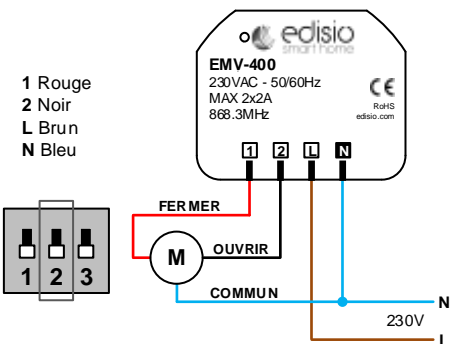 edisio
smart home
EMV-400
230VAC - 50/60Hz
MAX 2x2A
868.3MHz
CE
RoHS
edisio.com
1 Rouge
2 Noir
L Brun
N Bleu
1 2 L N
FERMER
M
OUVRIR
COMMUN
1 2 3
N
230V
L